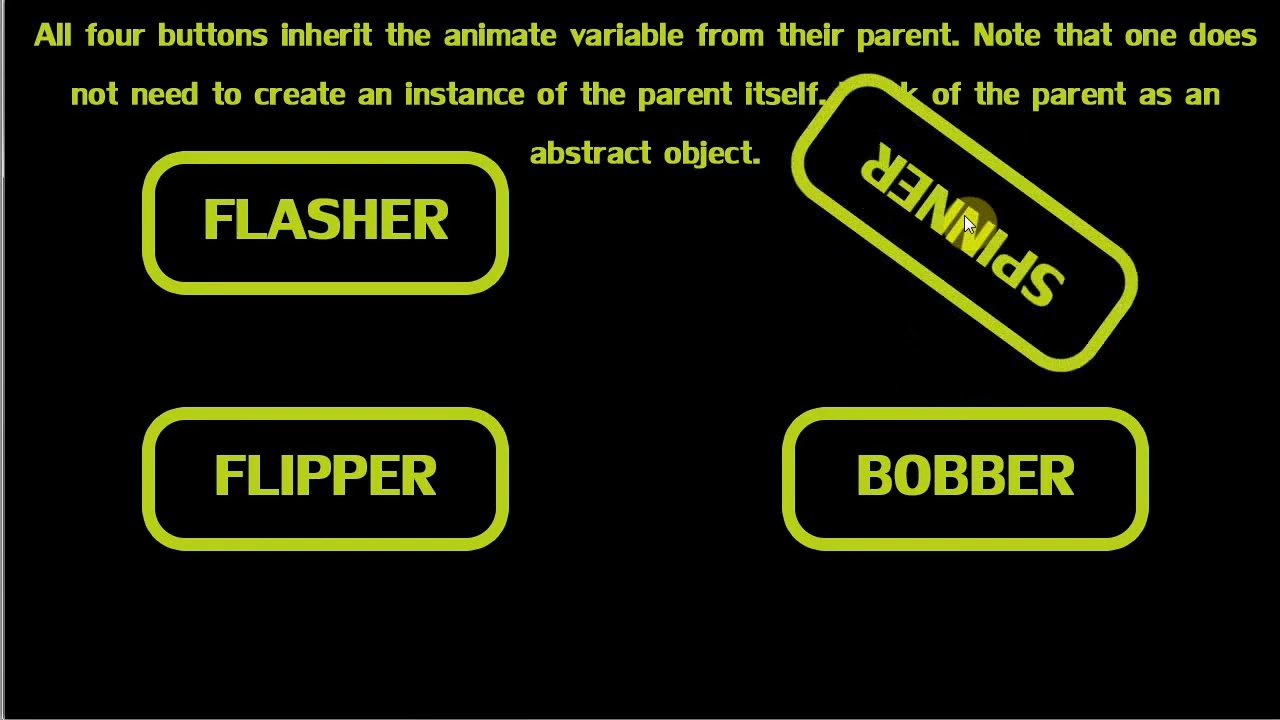 All four buttons inherit the animate variable from their parent. Note that one does
not need to create an instance of the parent itself. of the parent as an
abstract object.
FLASHER
SPINNER
FLIPPER
BOBBER